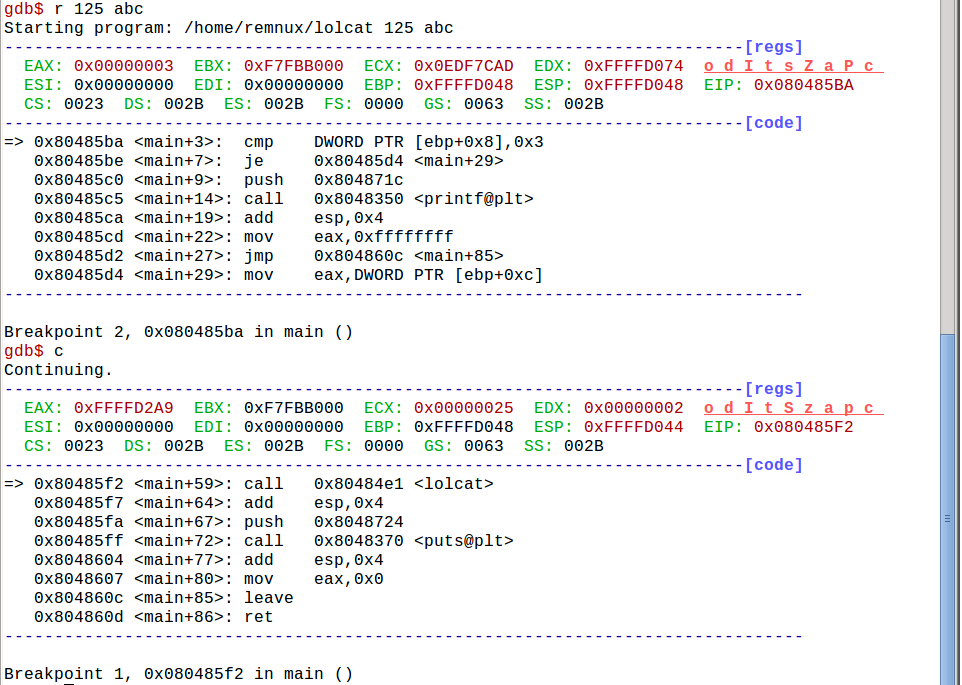 gdb$ r 125 abc
Starting program: /home/remnux/lolcat 125 abc
--------------------------------------------------------------------------[regs]
  EAX: 0x00000003  EBX: 0xF7FBB000  ECX: 0x0EDF7CAD  EDX: 0xFFFFD074  o d I t s Z a P c
  ESI: 0x00000000  EDI: 0x00000000  EBP: 0xFFFFD048  ESP: 0xFFFFD048  EIP: 0x080485BA
  CS: 0023  DS: 002B  ES: 002B  FS: 0000  GS: 0063  SS: 002B
--------------------------------------------------------------------------[code]
=> 0x80485ba <main+3>:  cmp    DWORD PTR [ebp+0x8],0x3
   0x80485be <main+7>:  je     0x80485d4 <main+29>
   0x80485c0 <main+9>:  push   0x804871c
   0x80485c5 <main+14>: call   0x8048350 <printf@plt>
   0x80485ca <main+19>: add    esp,0x4
   0x80485cd <main+22>: mov    eax,0xffffffff
   0x80485d2 <main+27>: jmp    0x804860c <main+85>
   0x80485d4 <main+29>: mov    eax,DWORD PTR [ebp+0xc]
--------------------------------------------------------------------------------
Breakpoint 2, 0x080485ba in main ()
gdb$ c
Continuing.
--------------------------------------------------------------------------[regs]
  EAX: 0xFFFFD2A9  EBX: 0xF7FBB000  ECX: 0x00000025  EDX: 0x00000002  o d I t S z a p c
  ESI: 0x00000000  EDI: 0x00000000  EBP: 0xFFFFD048  ESP: 0xFFFFD044  EIP: 0x080485F2
  CS: 0023  DS: 002B  ES: 002B  FS: 0000  GS: 0063  SS: 002B
--------------------------------------------------------------------------[code]
=> 0x80485f2 <main+59>: call   0x80484e1 <lolcat>
   0x80485f7 <main+64>: add    esp,0x4
   0x80485fa <main+67>: push   0x8048724
   0x80485ff <main+72>: call   0x8048370 <puts@plt>
   0x8048604 <main+77>: add    esp,0x4
   0x8048607 <main+80>: mov    eax,0x0
   0x804860c <main+85>: leave
   0x804860d <main+86>: ret
--------------------------------------------------------------------------------
Breakpoint 1, 0x080485f2 in main ()